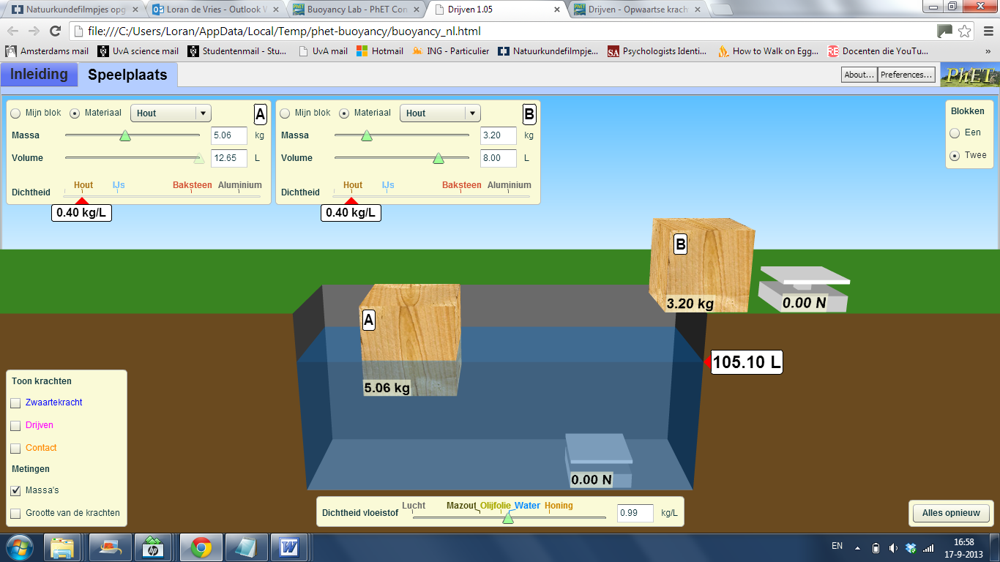 Natuurkundefilmpjes opg
Loran de Vries - Outlook W
Buoyancy Lab - PhET Con
Drijven 1.05
Drijven - Opwaartse krach
file:///C:/Users/Loran/AppData/Local/Temp/phet-buoyancy/buoyancy_nl.html
Amsterdams mail
UvA science mail
Studentenmail - Stu...
UvA mail
Hotmail
ING - Particulier
Natuurkundefilmpje...
SA Psychologists Identi...
How to Walk on Egg...
RE Docenten die YouTu...
»
Inleiding
Speelplaats
About...
Preferences...
PhET
Mijn blok
Materiaal
Hout
A
Massa
5.06
kg
Volume
12.65
L
Dichtheid
Hout
IJs
Baksteen
Aluminium
0.40 kg/L
Mijn blok
Materiaal
Hout
B
Massa
3.20
kg
Volume
8.00
L
Dichtheid
Hout
IJs
Baksteen
Aluminium
0.40 kg/L
Blokken
Een
Twee
B
3.20 kg
0.00 N
A
5.06 kg
105.10 L
0.00 N
Toon krachten
Zwaartekracht
Drijven
Contact
Metingen
Massa's
Grootte van de krachten
Dichtheid vloeistof
Lucht
Mazout
Olijfolie
Water
Honing
0.99
kg/L
Alles opnieuw
EN
16:58
17-9-2013